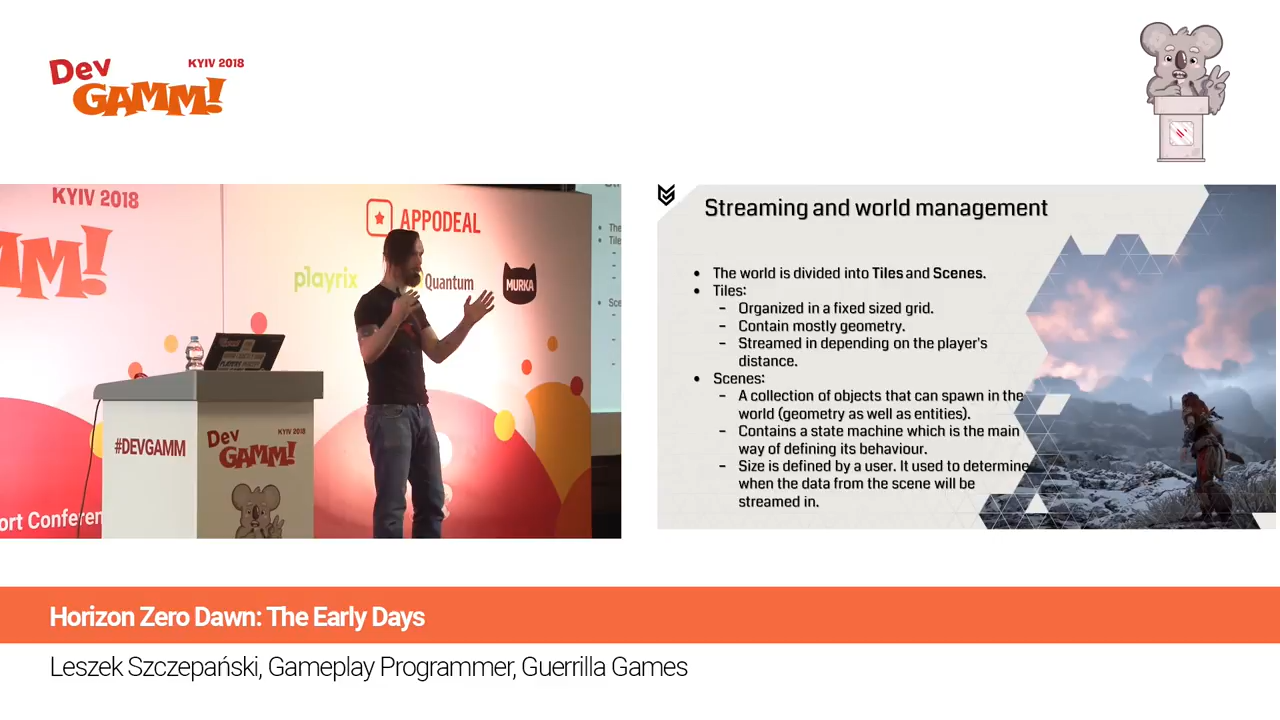 Dev
KYIV 2018
GAMM!
KYIV 2018
MM!
APPODEAL
playrix
Quantum
MURKA
The
Tile
#DEVGAMM
Dev
KYIV 2018
GAMM!
ort Conferen
Streaming and world management
• The world is divided into Tiles and Scenes.
• Tiles:
– Organized in a fixed sized grid.
– Contain mostly geometry.
– Streamed in depending on the player's
distance.
• Scenes:
– A collection of objects that can spawn in the
world (geometry as well as entities).
– Contains a state machine which is the main
way of defining its behaviour.
– Size is defined by a user. It used to determine
when the data from the scene will be
streamed in.
Horizon Zero Dawn: The Early Days
Leszek Szczepański, Gameplay Programmer, Guerrilla Games